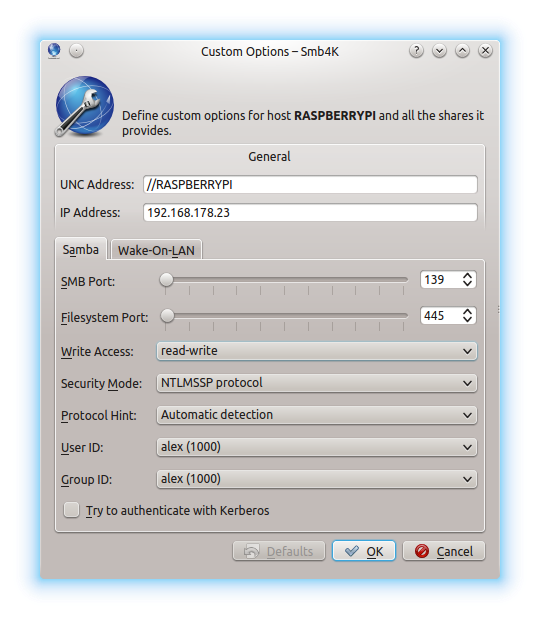 Custom Options – Smb4K
Define custom options for host RASPBERRYPI and all the shares it
provides.
General
UNC Address: //RASPBERRYPI
IP Address: 192.168.178.23
Samba Wake-On-LAN
SMB Port: 139
Filesystem Port: 445
Write Access: read-write
Security Mode: NTLMSSP protocol
Protocol Hint: Automatic detection
User ID: alex (1000)
Group ID: alex (1000)
Try to authenticate with Kerberos
Defaults OK Cancel